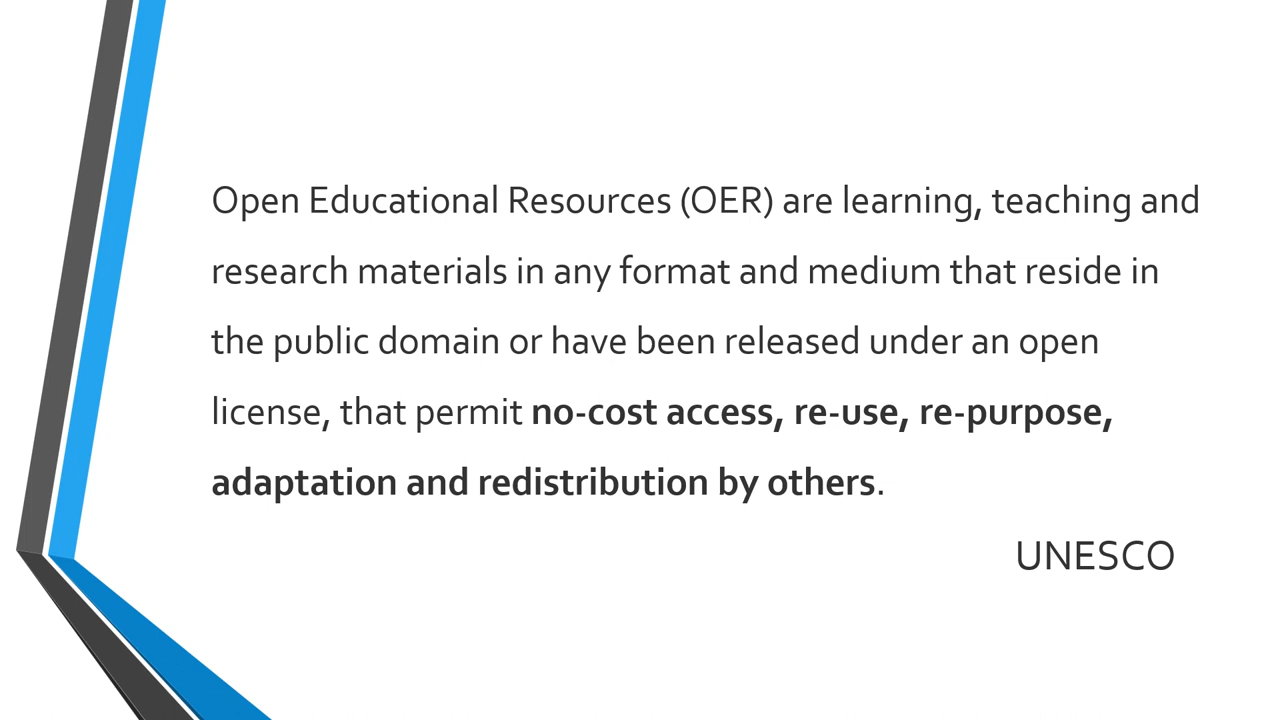 Open Educational Resources (OER) are learning, teaching and
research materials in any format and medium that reside in
the public domain or have been released under an open
license, that permit no-cost access, re-use, re-purpose,
adaptation and redistribution by others.
UNESCO